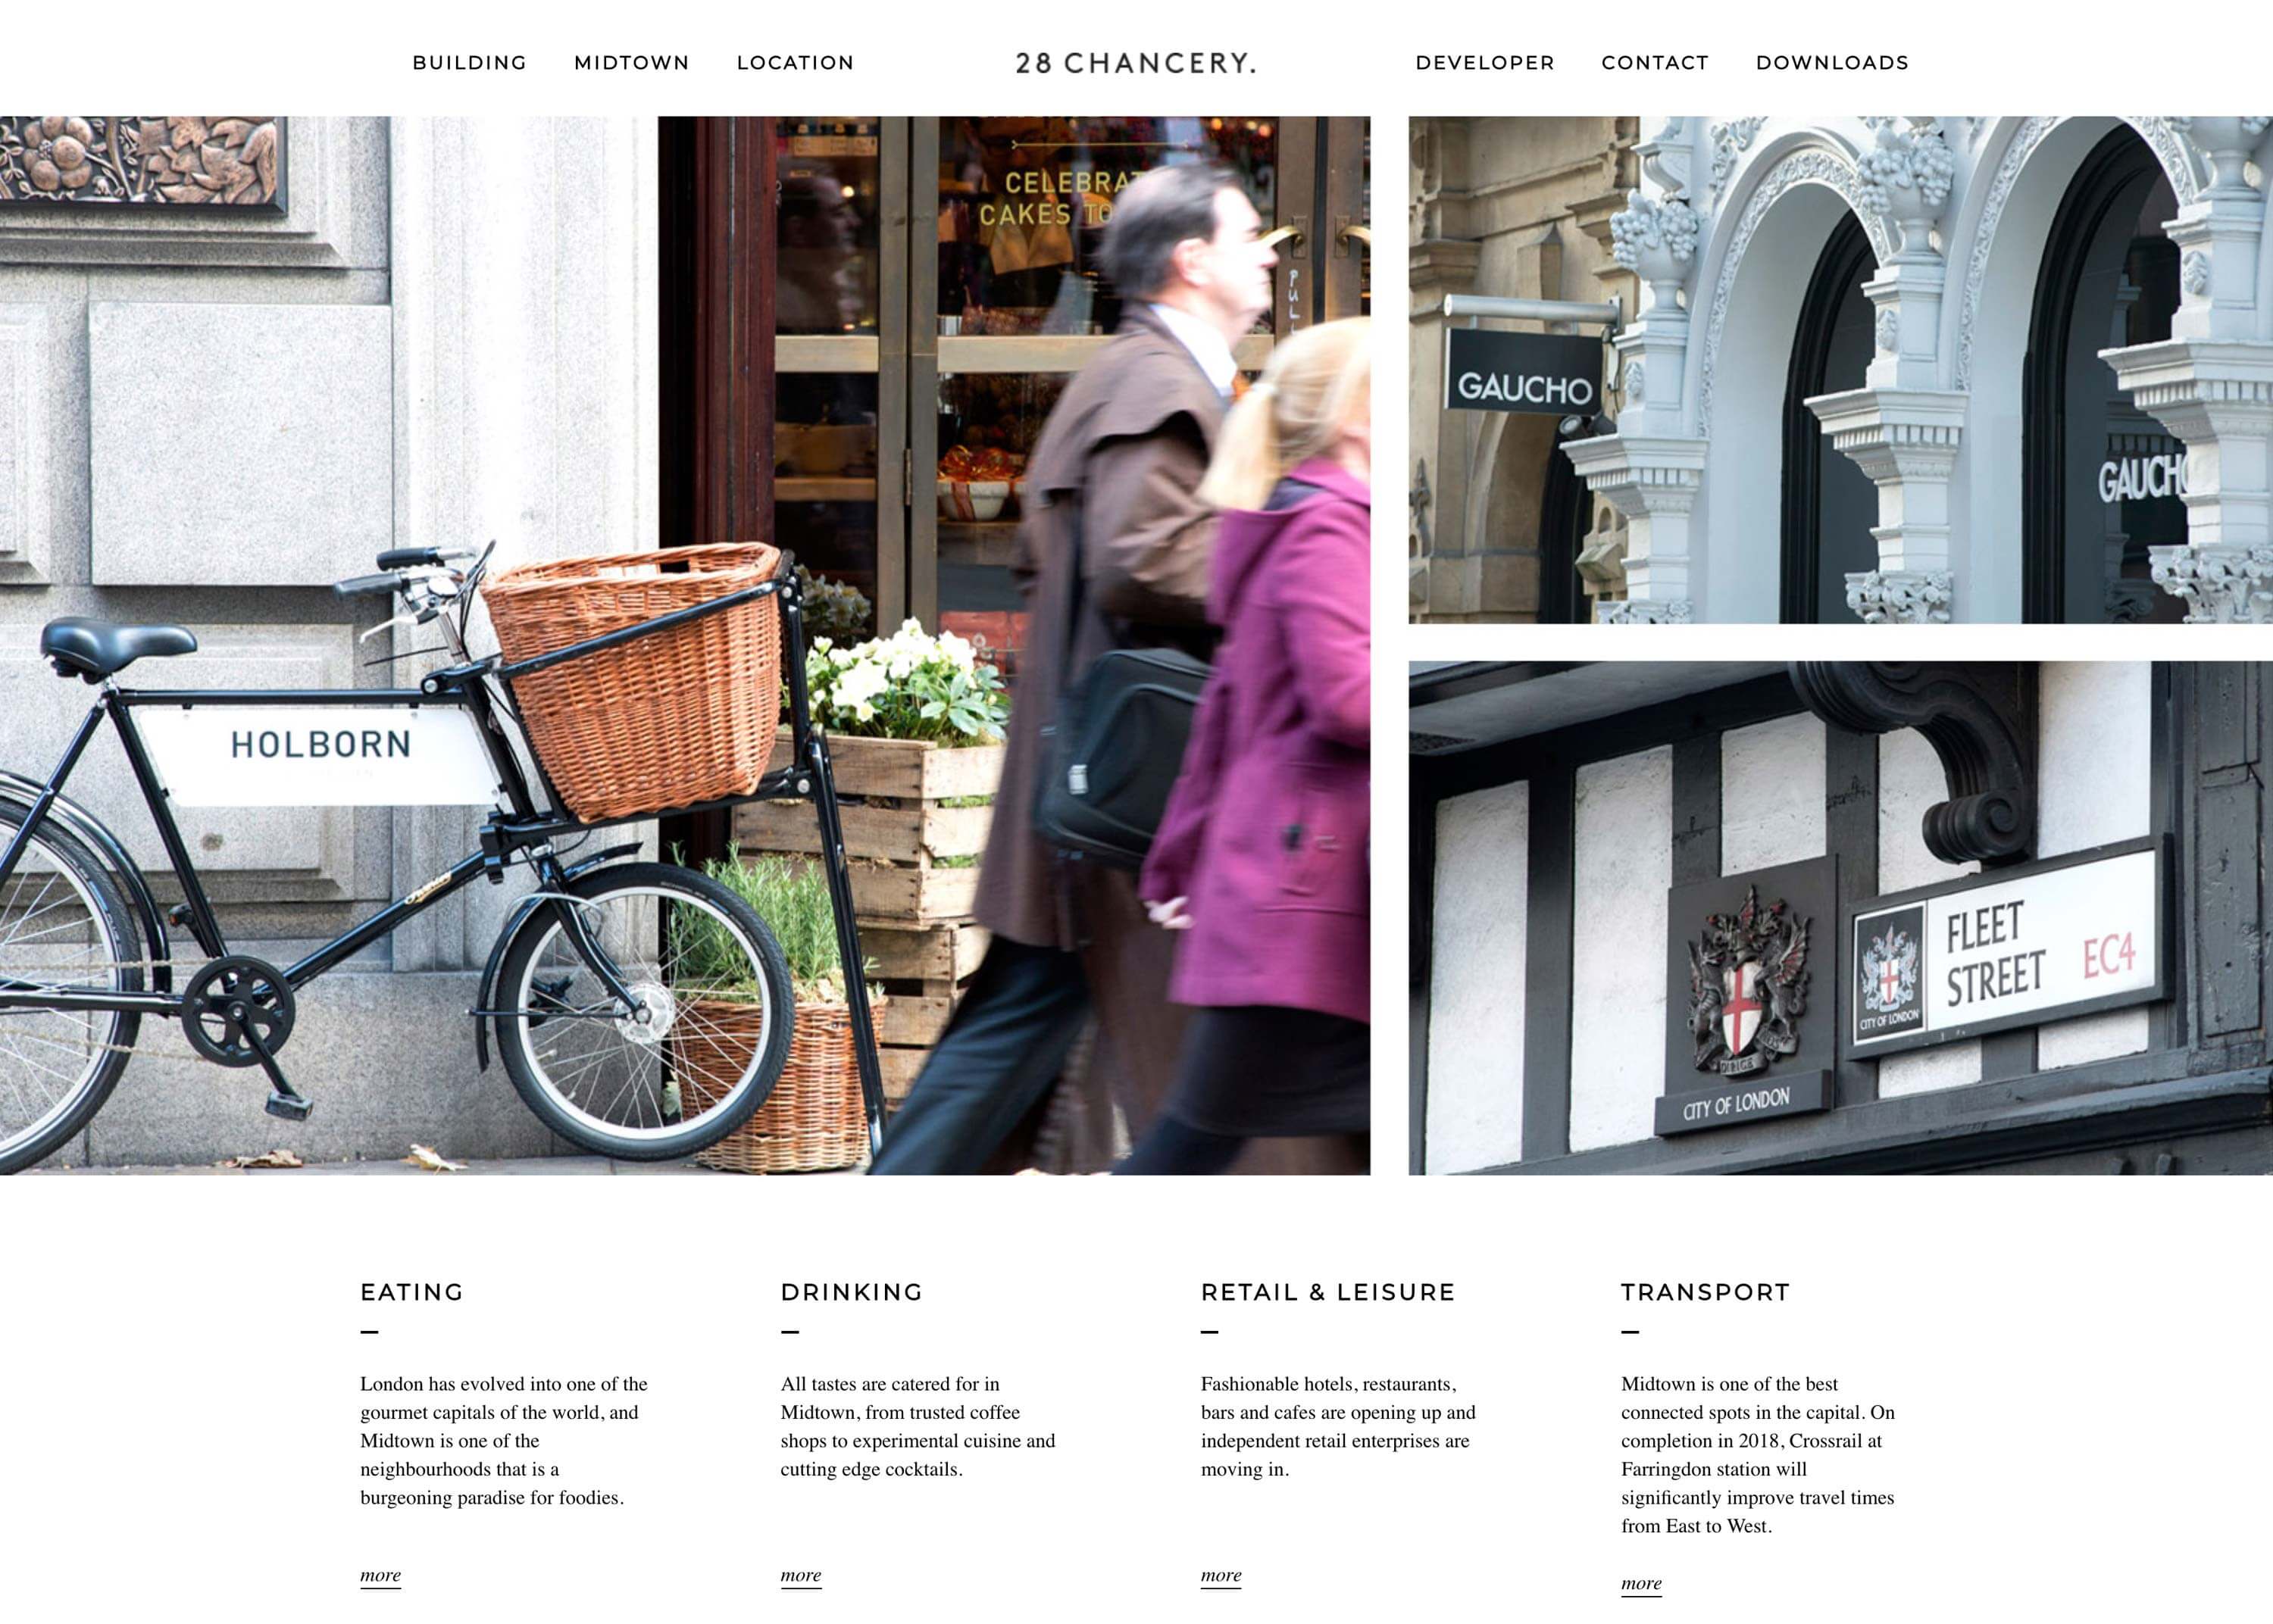 BUILDING MIDTOWN LOCATION 28 CHANCERY. DEVELOPER CONTACT DOWNLOADS
CELEBRAT
CAKES TO
PULL
HOLBORN
GAUCHO
GAUCHO
FLEET
STREET EC4
CITY OF LONDON
CITY OF LONDON
EATING
London has evolved into one of the
gourmet capitals of the world, and
Midtown is one of the
neighbourhoods that is a
burgeoning paradise for foodies.
more
DRINKING
All tastes are catered for in
Midtown, from trusted coffee
shops to experimental cuisine and
cutting edge cocktails.
more
RETAIL & LEISURE
Fashionable hotels, restaurants,
bars and cafes are opening up and
independent retail enterprises are
moving in.
more
TRANSPORT
Midtown is one of the best
connected spots in the capital. On
completion in 2018, Crossrail at
Farringdon station will
significantly improve travel times
from East to West.
more